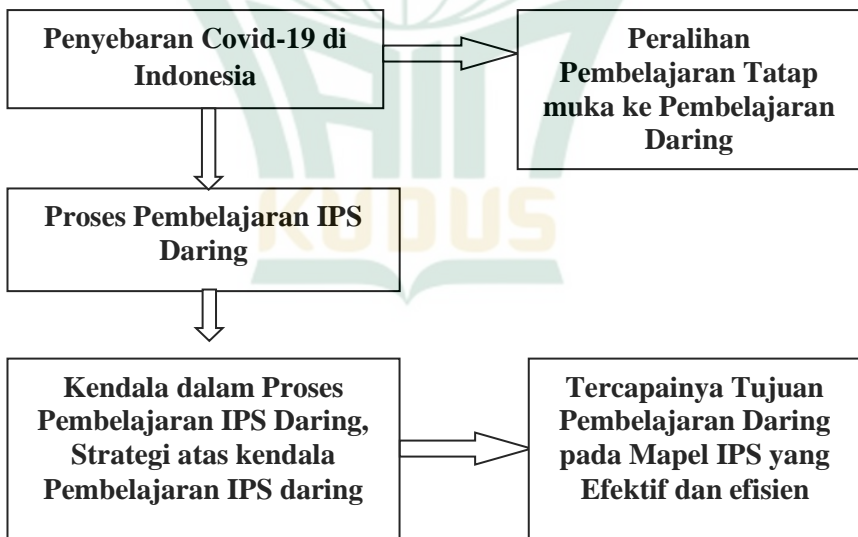 Penyebaran Covid-19 di
Indonesia
Peralihan
Pembelajaran Tatap
muka ke Pembelajaran
Daring
Proses Pembelajaran IPS
Daring
KUDUS
Kendala dalam Proses
Pembelajaran IPS Daring,
Strategi atas kendala
Pembelajaran IPS daring
Tercapainya Tujuan
Pembelajaran Daring
pada Mapel IPS yang
Efektif dan efisien